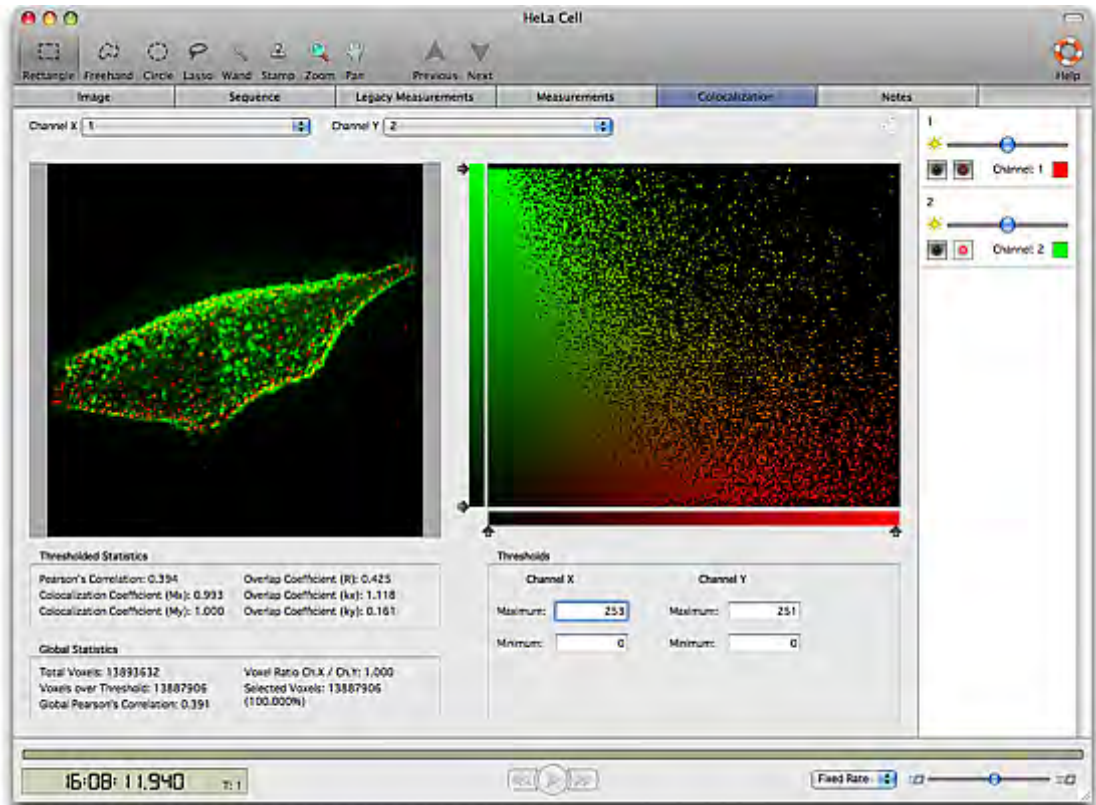 HeLa Cell
Rectangle Freehand Circle Lasso Wand Stamp Zoom Pan Previous Next Help
Image Sequence Legacy Measurements Measurements Colocalization Notes
Channel X 1 Channel Y 2
1
Channel: 1
2
Channel: 2
Thresholded Statistics
Pearson's Correlation: 0.394 Overlap Coefficient (R): 0.425
Colocalization Coefficient (Mx): 0.993 Overlap Coefficient (kx): 1.118
Colocalization Coefficient (My): 1.000 Overlap Coefficient (ky): 0.161
Global Statistics
Total Voxels: 13893632 Voxel Ratio Ch.X / Ch.Y: 1.000
Voxels over Threshold: 13887906 Selected Voxels: 13887906
Global Pearson's Correlation: 0.391 (100.000%)
Thresholds
Channel X Channel Y
Maximum: 253 Maximum: 251
Minimum: 0 Minimum: 0
16:08:11.940 T: 1 Fixed Rate